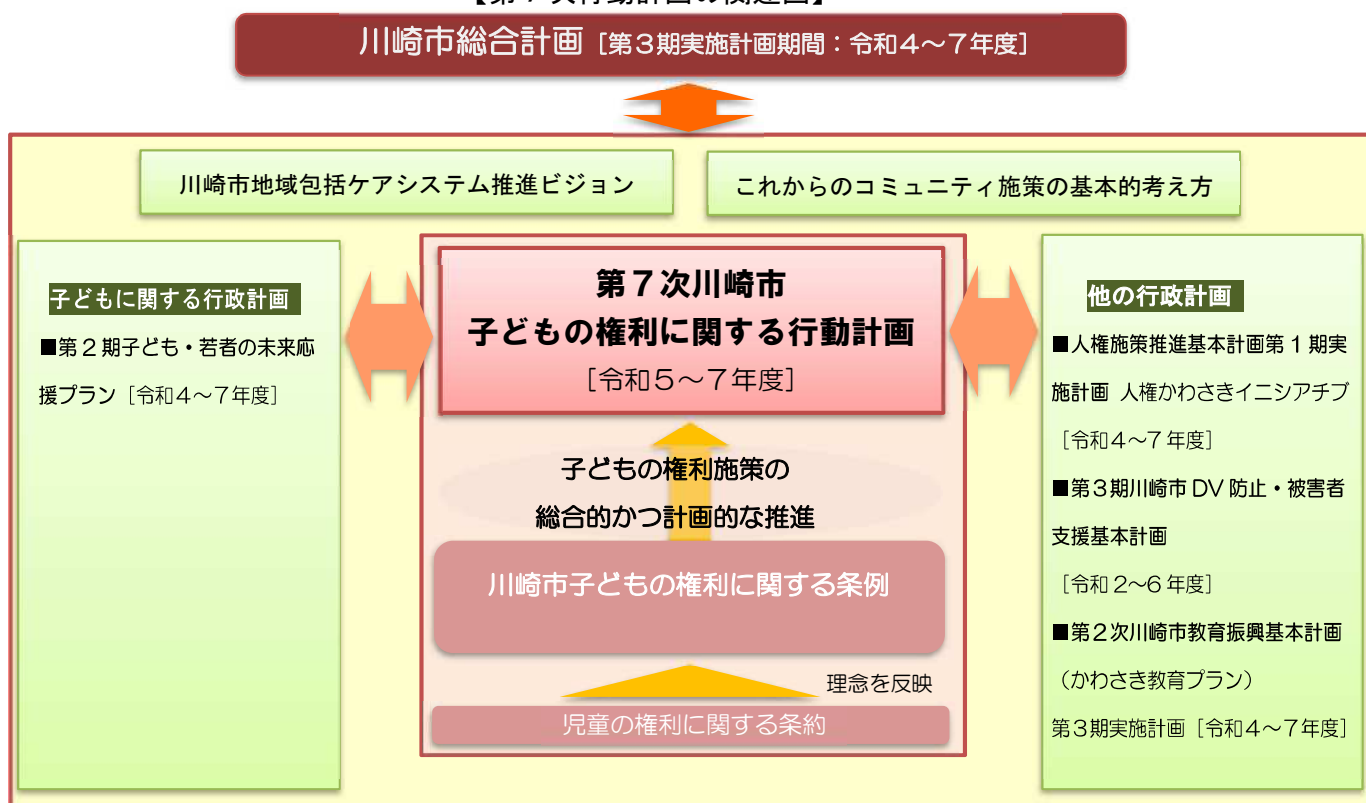 【第７次行動計画の関連図】
川崎市総合計画［第３期実施計画期間：令和４～７年度］
川崎市地域包括ケアシステム推進ビジョン
これからのコミュニティ施策の基本的考え方
子どもに関する行政計画
■第２期子ども・若者の未来応
援プラン［令和４～７年度］
第７次川崎市
子どもの権利に関する行動計画
［令和５～７年度］
子どもの権利施策の
総合的かつ計画的な推進
川崎市子どもの権利に関する条例
理念を反映
児童の権利に関する条約
他の行政計画
■人権施策推進基本計画第１期実
施計画 人権かわさきイニシアチブ
［令和４～７年度］
■第３期川崎市 DV 防止・被害者
支援基本計画
［令和２～６年度］
■第２次川崎市教育振興基本計画
（かわさき教育プラン）
第３期実施計画［令和４～７年度］